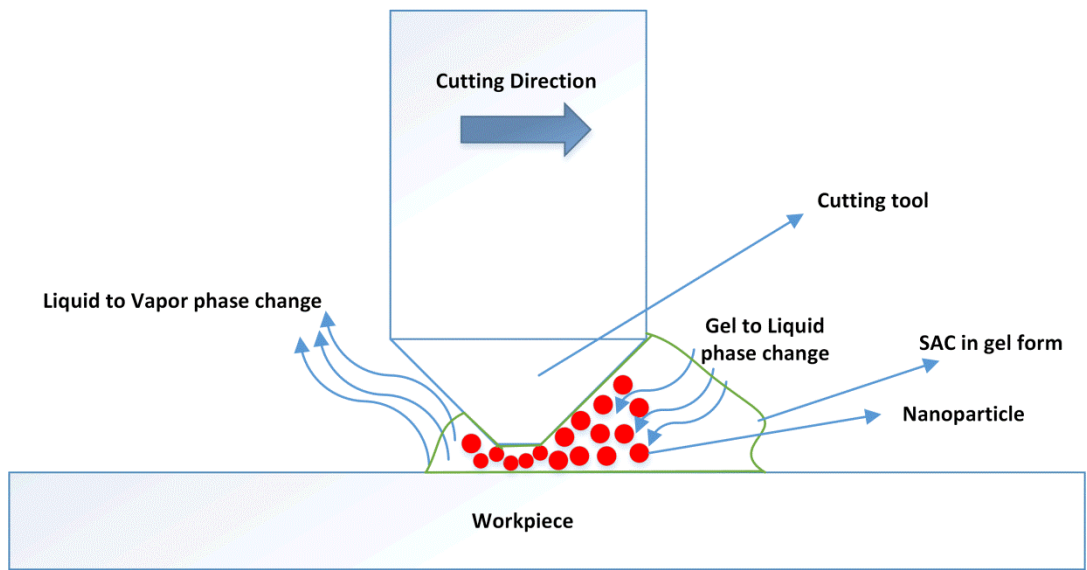 Cutting Direction
Cutting tool
Liquid to Vapor phase change
Gel to Liquid
phase change
SAC in gel form
Nanoparticle
Workpiece